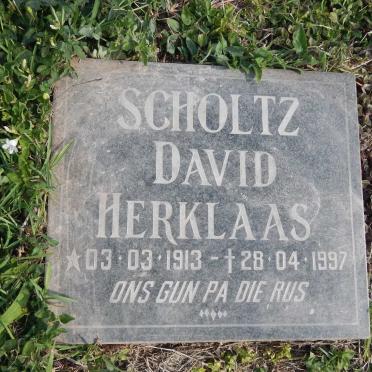 SCHOLTZ
DAVID
HERKLAAS
★03·03·1913-†28·04·1997
ONS GUN PA DIE RUS